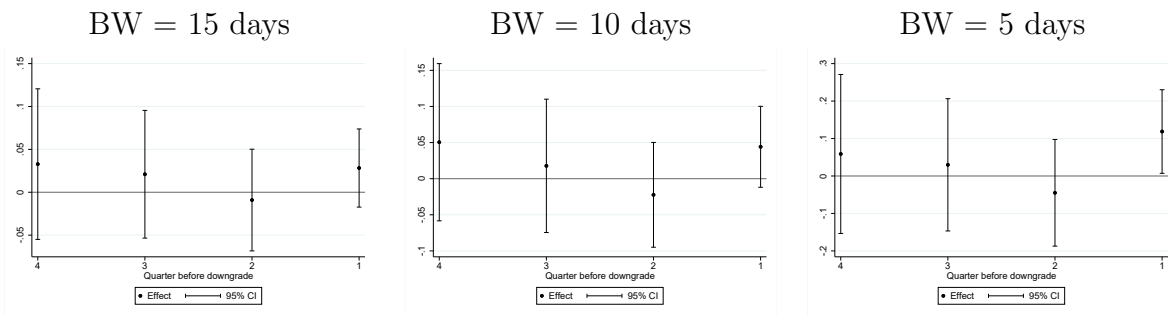 BW = 15 days
.15
.1
.05
0
-.05
4 3 2 1
Quarter before downgrade
Effect 95% CI
BW = 10 days
.15
.1
.05
0
-.05
-.1
4 3 2 1
Quarter before downgrade
Effect 95% CI
BW = 5 days
.3
.2
.1
0
-.1
-.2
4 3 2 1
Quarter before downgrade
Effect 95% CI